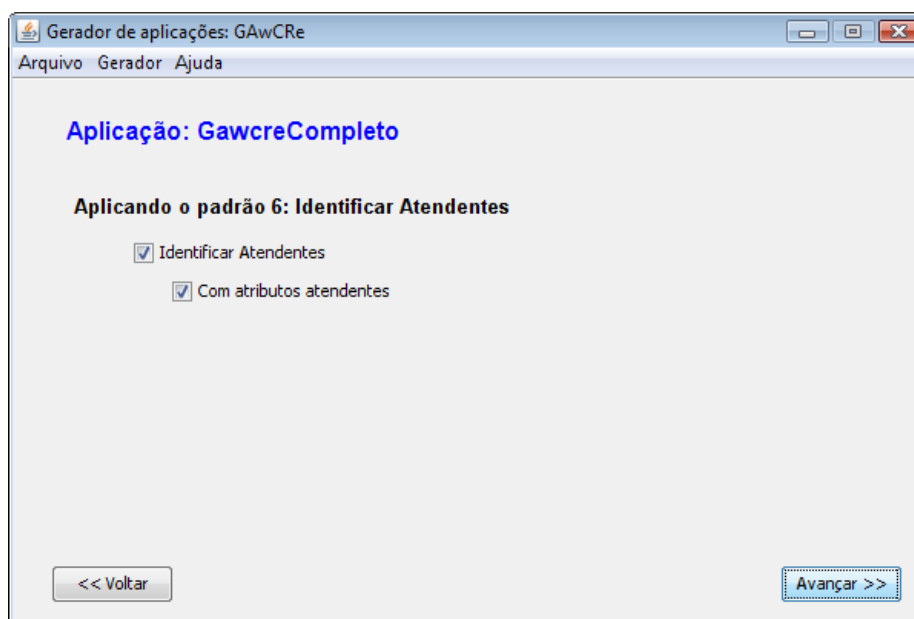 Gerador de aplicações: GAwCRe
Arquivo Gerador Ajuda
Aplicação: GawcreCompleto
Aplicando o padrão 6: Identificar Atendentes
Identificar Atendentes
Com atributos atendentes
<< Voltar Avançar >>